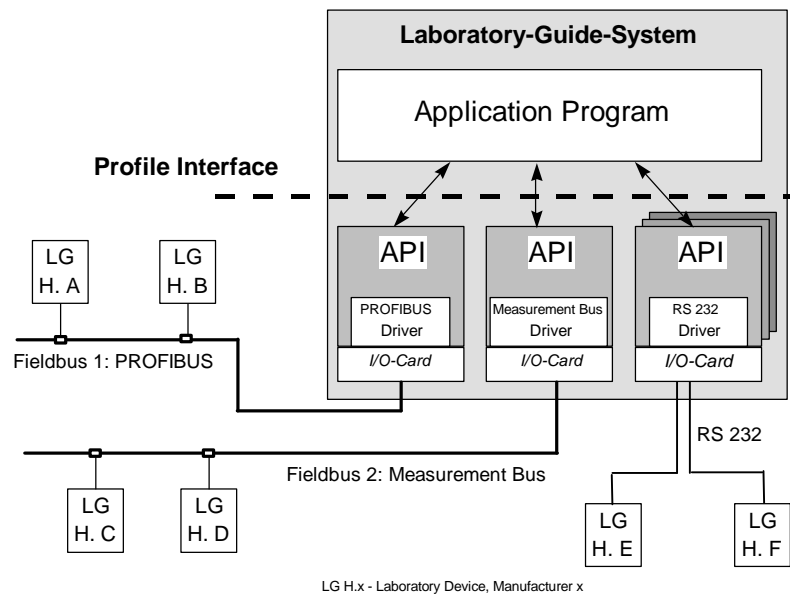 Laboratory-Guide-System
Application Program
Profile Interface
API
API
API
LG
H. A
LG
H. B
PROFIBUS
Driver
Measurement Bus
Driver
RS 232
Driver
I/O-Card
I/O-Card
I/O-Card
Fieldbus 1: PROFIBUS
RS 232
Fieldbus 2: Measurement Bus
LG
H. C
LG
H. D
LG
H. E
LG
H. F
LG H.x - Laboratory Device, Manufacturer x